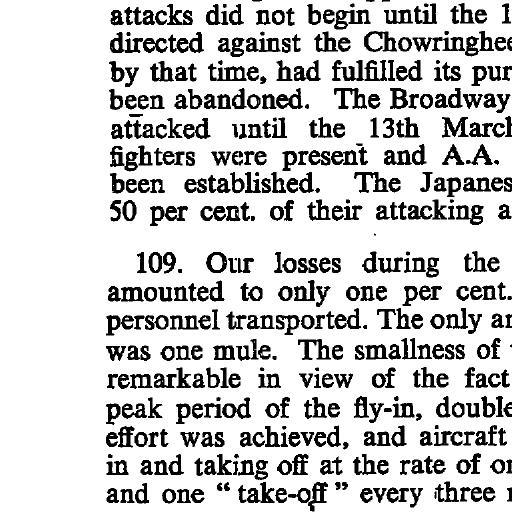 attacks did not begin until the 1
directed against the Chowringhee
by that time, had fulfilled its pur
been abandoned. The Broadway
attacked until the 13th March
fighters were present and A.A.
been established. The Japanes
50 per cent. of their attacking a
109. Our losses during the
amounted to only one per cent.
personnel transported. The only an
was one mule. The smallness of
remarkable in view of the fact
peak period of the fly-in, double
effort was achieved, and aircraft
in and taking off at the rate of on
and one “take-off” every three